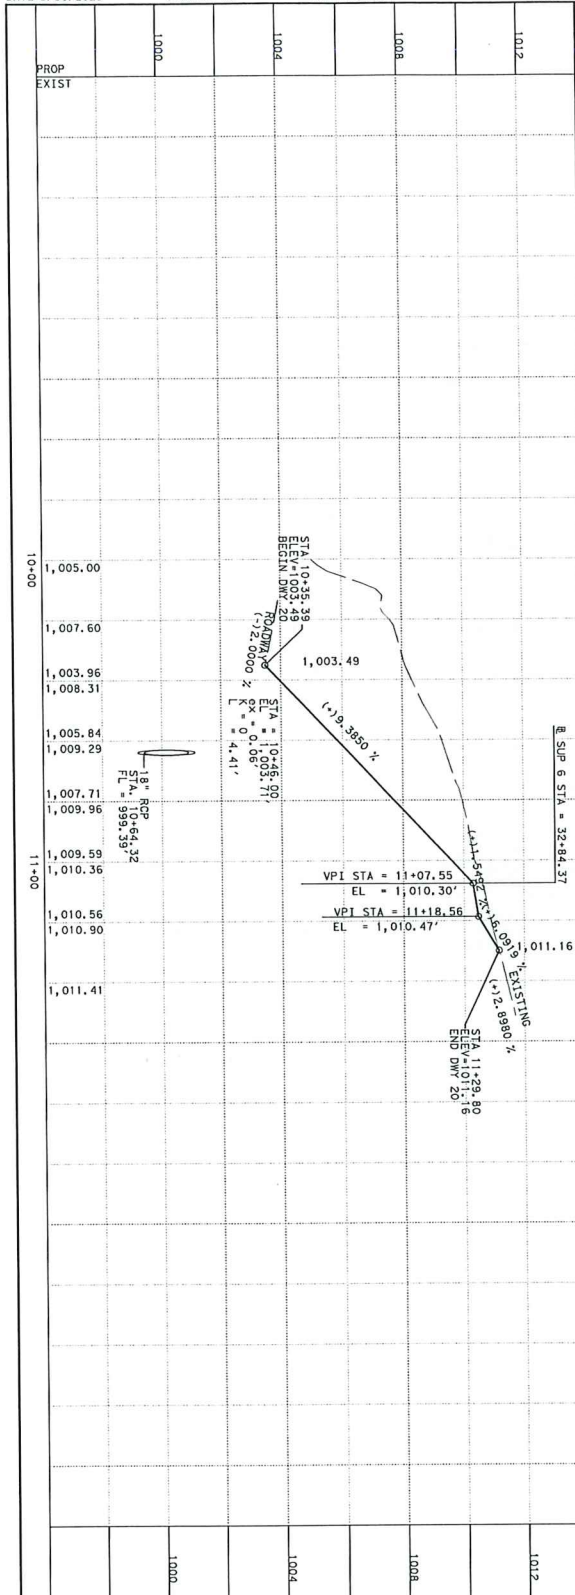 1000
1004
1008
1012
PROP
EXIST
10+00
1,005.00
1,007.60
1,003.96
1,008.31
1,005.84
1,009.29
1,007.71
1,009.96
1,009.59
1,010.36
11+00
1,010.56
1,010.90
1,011.41
STA 10+35.39
ELEV=1003.49
BEGIN DWY 20
ROADWAY
(-)2.0000 %
1,003.49
STA = 10+46.00
EL = 1,003.71'
ex = 0.06'
K = 0
L = 4.41'
18" RCP
STA. 10+64.32
FL = 999.39'
(+)9.3850 %
VPI STA = 11+07.55
EL = 1,010.30'
VPI STA = 11+18.56
EL = 1,010.47'
SUP 6 STA = 32+84.37
(+)1.5492 %
(+)6.0919 %
1,011.16
EXISTING
(+)2.8980 %
STA 11+29.80
ELEV=1011.16
END DWY 20
1000
1004
1008
1012